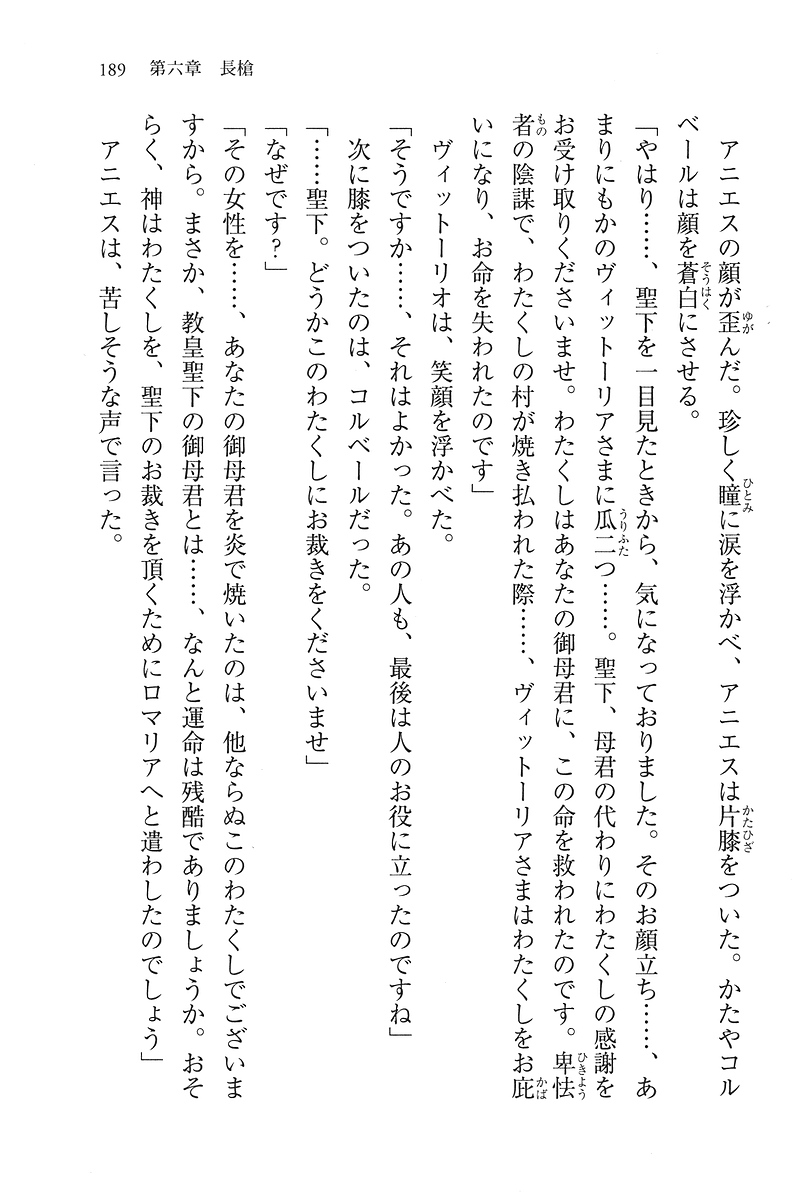 189　第六章　長槍
　アニエスの顔が歪んだ。珍しく瞳に涙を浮かべ、アニエスは片膝をついた。かたやコル
ベールは顔を蒼白にさせる。
「やはり……、聖下を一目見たときから、気になっておりました。そのお顔立ち……、あ
まりにもかのヴィットーリアさまに瓜二つ……。聖下、母君の代わりにわたくしの感謝を
お受け取りくださいませ。わたくしはあなたの御母君に、この命を救われたのです。卑怯
者の陰謀で、わたくしの村が焼き払われた際……、ヴィットーリアさまはわたくしをお庇
いになり、お命を失われたのです」
　ヴィットーリオは、笑顔を浮かべた。
「そうですか……、それはよかった。あの人も、最後は人のお役に立ったのですね」
　次に膝をついたのは、コルベールだった。
「……聖下。どうかこのわたくしにお裁きをくださいませ」
「なぜです？」
「その女性を……、あなたの御母君を炎で焼いたのは、他ならぬこのわたくしでございま
すから。まさか、教皇聖下の御母君とは……、なんと運命は残酷でありましょうか。おそ
らく、神はわたくしを、聖下のお裁きを頂くためにロマリアへと遣わしたのでしょう」
　アニエスは、苦しそうな声で言った。